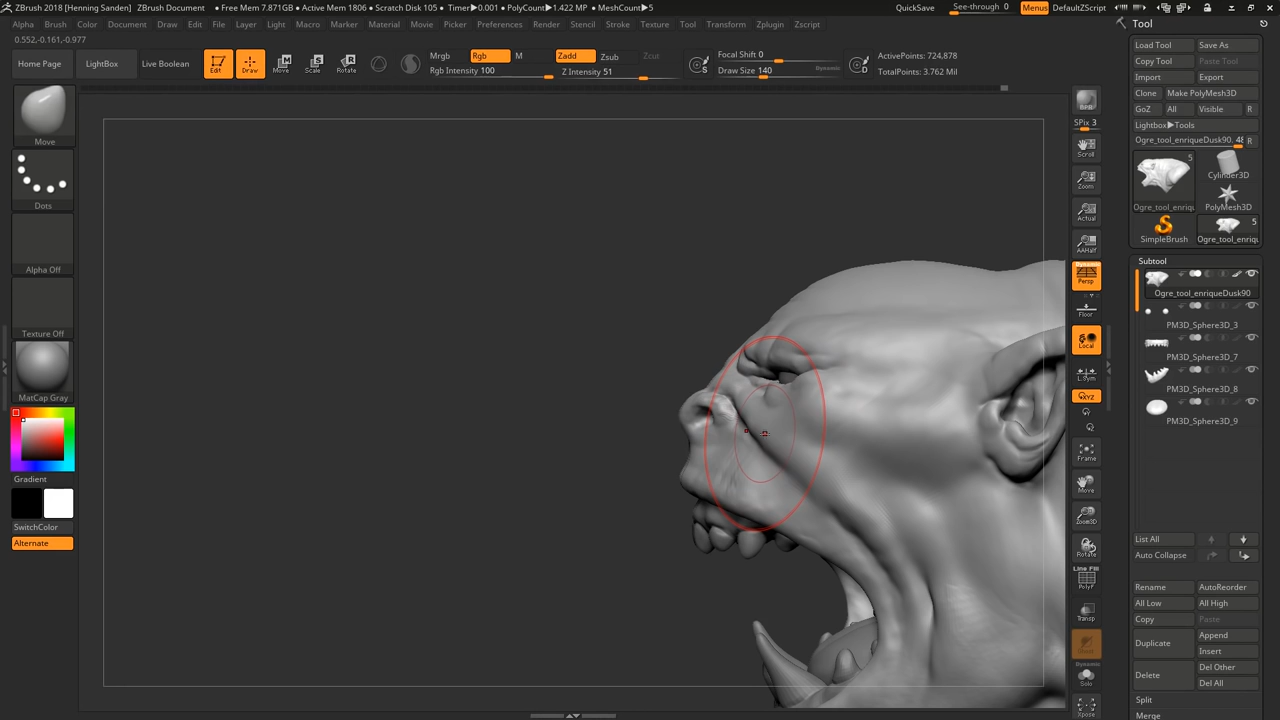 ZBrush 2018 [Henning Sanden] ZBrush Document • Free Mem 7.871GB • Active Mem 1806 • Scratch Disk 105 • Timer▶0.001 • PolyCount▶1.422 MP • MeshCount▶5 QuickSave See-through 0 Menus DefaultZScript
Alpha Brush Color Document Draw Edit File Layer Light Macro Marker Material Movie Picker Preferences Render Stencil Stroke Texture Tool Transform Zplugin Zscript
0.552,-0.161,-0.977
Home Page LightBox Live Boolean Edit Draw Move Scale Rotate
Mrgb Rgb M Zadd Zsub Zcut
Rgb Intensity 100 Z Intensity 51
Focal Shift 0
Draw Size 140 Dynamic
ActivePoints: 724.878
TotalPoints: 3.762 Mil
Move
Dots
Alpha Off
Texture Off
MatCap Gray
Gradient
SwitchColor
Alternate
BPR
SPix 3
Scroll
Zoom
Actual
AAHalf
Dynamic
Persp
Floor
Local
L.Sym
XYZ
Frame
Move
Zoom3D
Rotate
Line Fill
PolyF
Transp
Dynamic
Solo
Xpose
Tool
Load Tool Save As
Copy Tool Paste Tool
Import Export
Clone Make PolyMesh3D
GoZ All Visible R
Lightbox▶Tools
Ogre_tool_enriqueDusk90. 48 R
5
Ogre_tool_enriqu Cylinder3D
PolyMesh3D
SimpleBrush 5
Ogre_tool_enriqu
Subtool
Ogre_tool_enriqueDusk90
PM3D_Sphere3D_3
PM3D_Sphere3D_7
PM3D_Sphere3D_8
PM3D_Sphere3D_9
List All
Auto Collapse
Rename AutoReorder
All Low All High
Copy Paste
Duplicate Append
Insert
Delete Del Other
Del All
Split
Merge